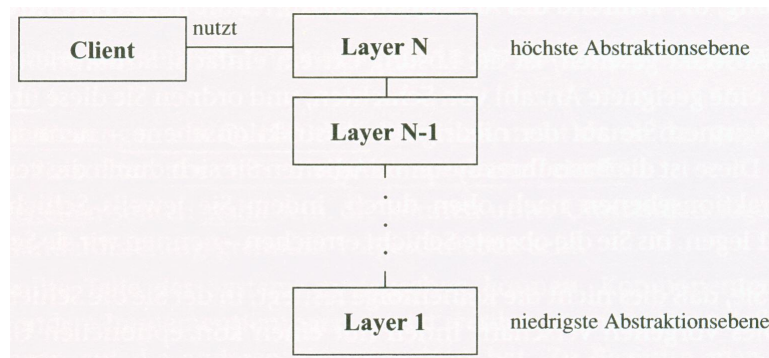 nutzt
Client
Layer N
höchste Abstraktionsebene
Layer N-1
Layer 1
niedrigste Abstraktionsebene